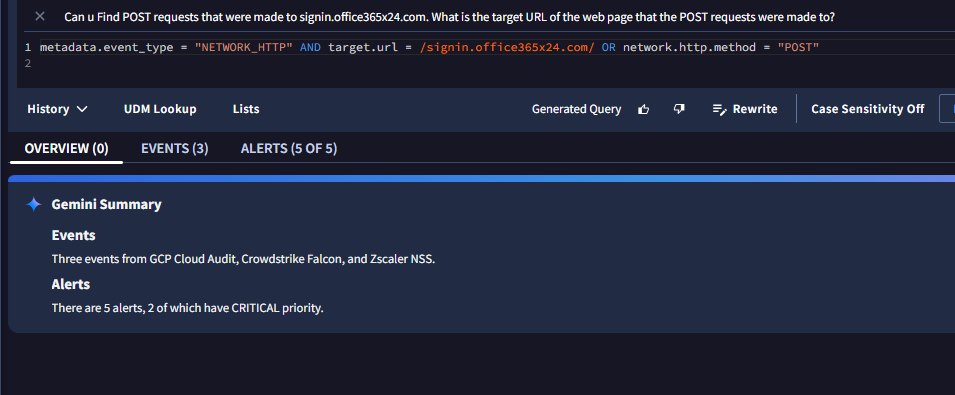 Can u Find POST requests that were made to signin.office365x24.com. What is the target URL of the web page that the POST requests were made to?
1 metadata.event_type = "NETWORK_HTTP" AND target.url = /signin.office365x24.com/ OR network.http.method = "POST"
2
History UDM Lookup Lists Generated Query Rewrite Case Sensitivity Off
OVERVIEW (0) EVENTS (3) ALERTS (5 OF 5)
Gemini Summary
Events
Three events from GCP Cloud Audit, Crowdstrike Falcon, and Zscaler NSS.
Alerts
There are 5 alerts, 2 of which have CRITICAL priority.